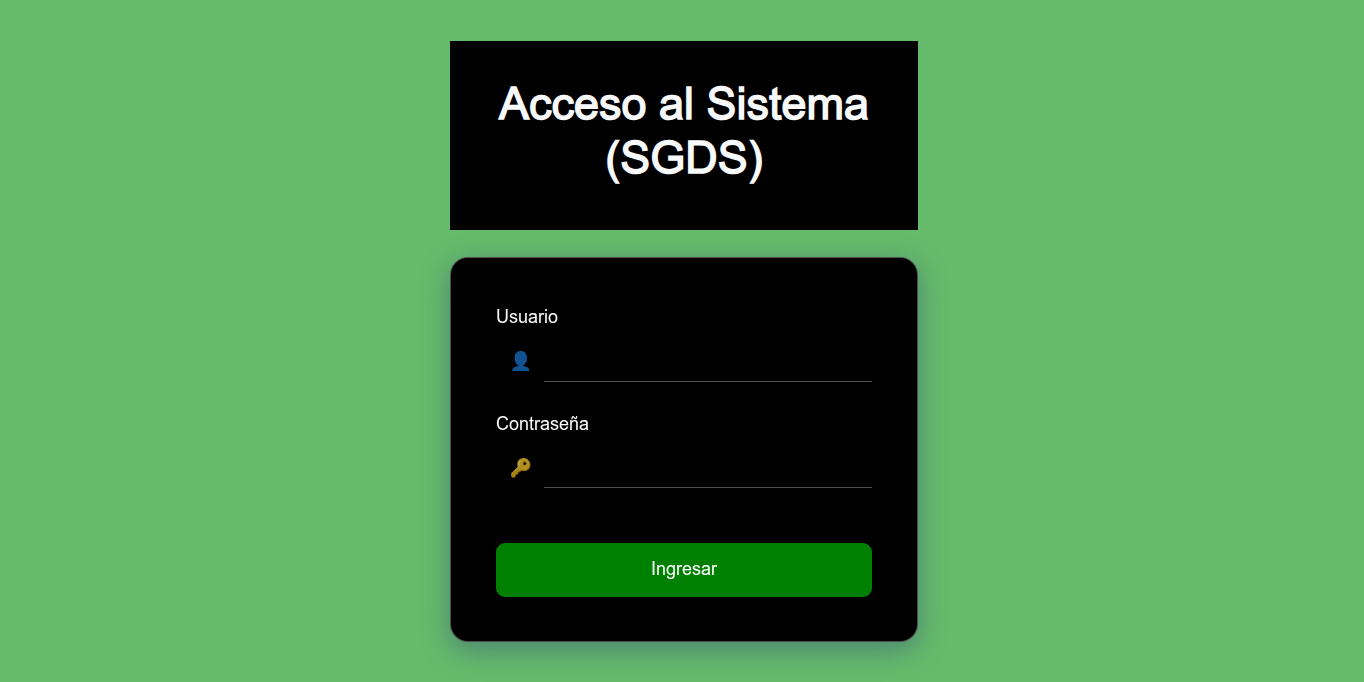 Acceso al Sistema
(SGDS)
Usuario
Contraseña
Ingresar